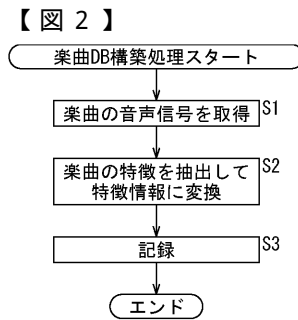 【図2】
楽曲DB構築処理スタート
楽曲の音声信号を取得
S1
楽曲の特徴を抽出して
特徴情報に変換
S2
記録
S3
エンド